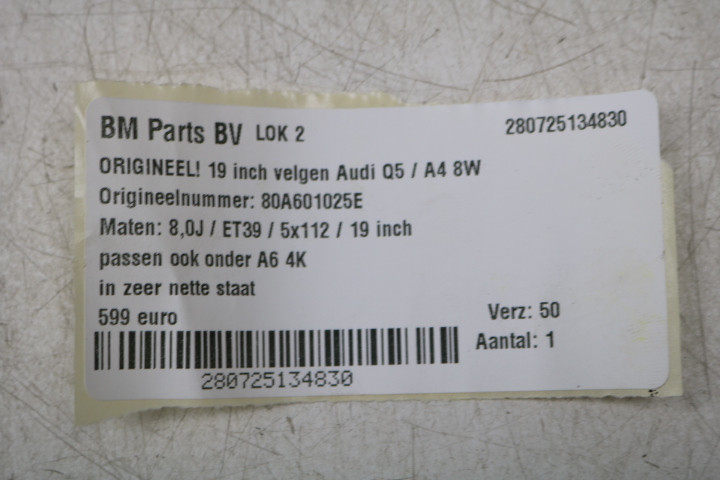 BM Parts BV LOK 2 280725134830
ORIGINEEL! 19 inch velgen Audi Q5 / A4 8W
Origineelnummer: 80A601025E
Maten: 8,0J / ET39 / 5x112 / 19 inch
passen ook onder A6 4K
in zeer nette staat
599 euro Verz: 50
Aantal: 1
280725134830